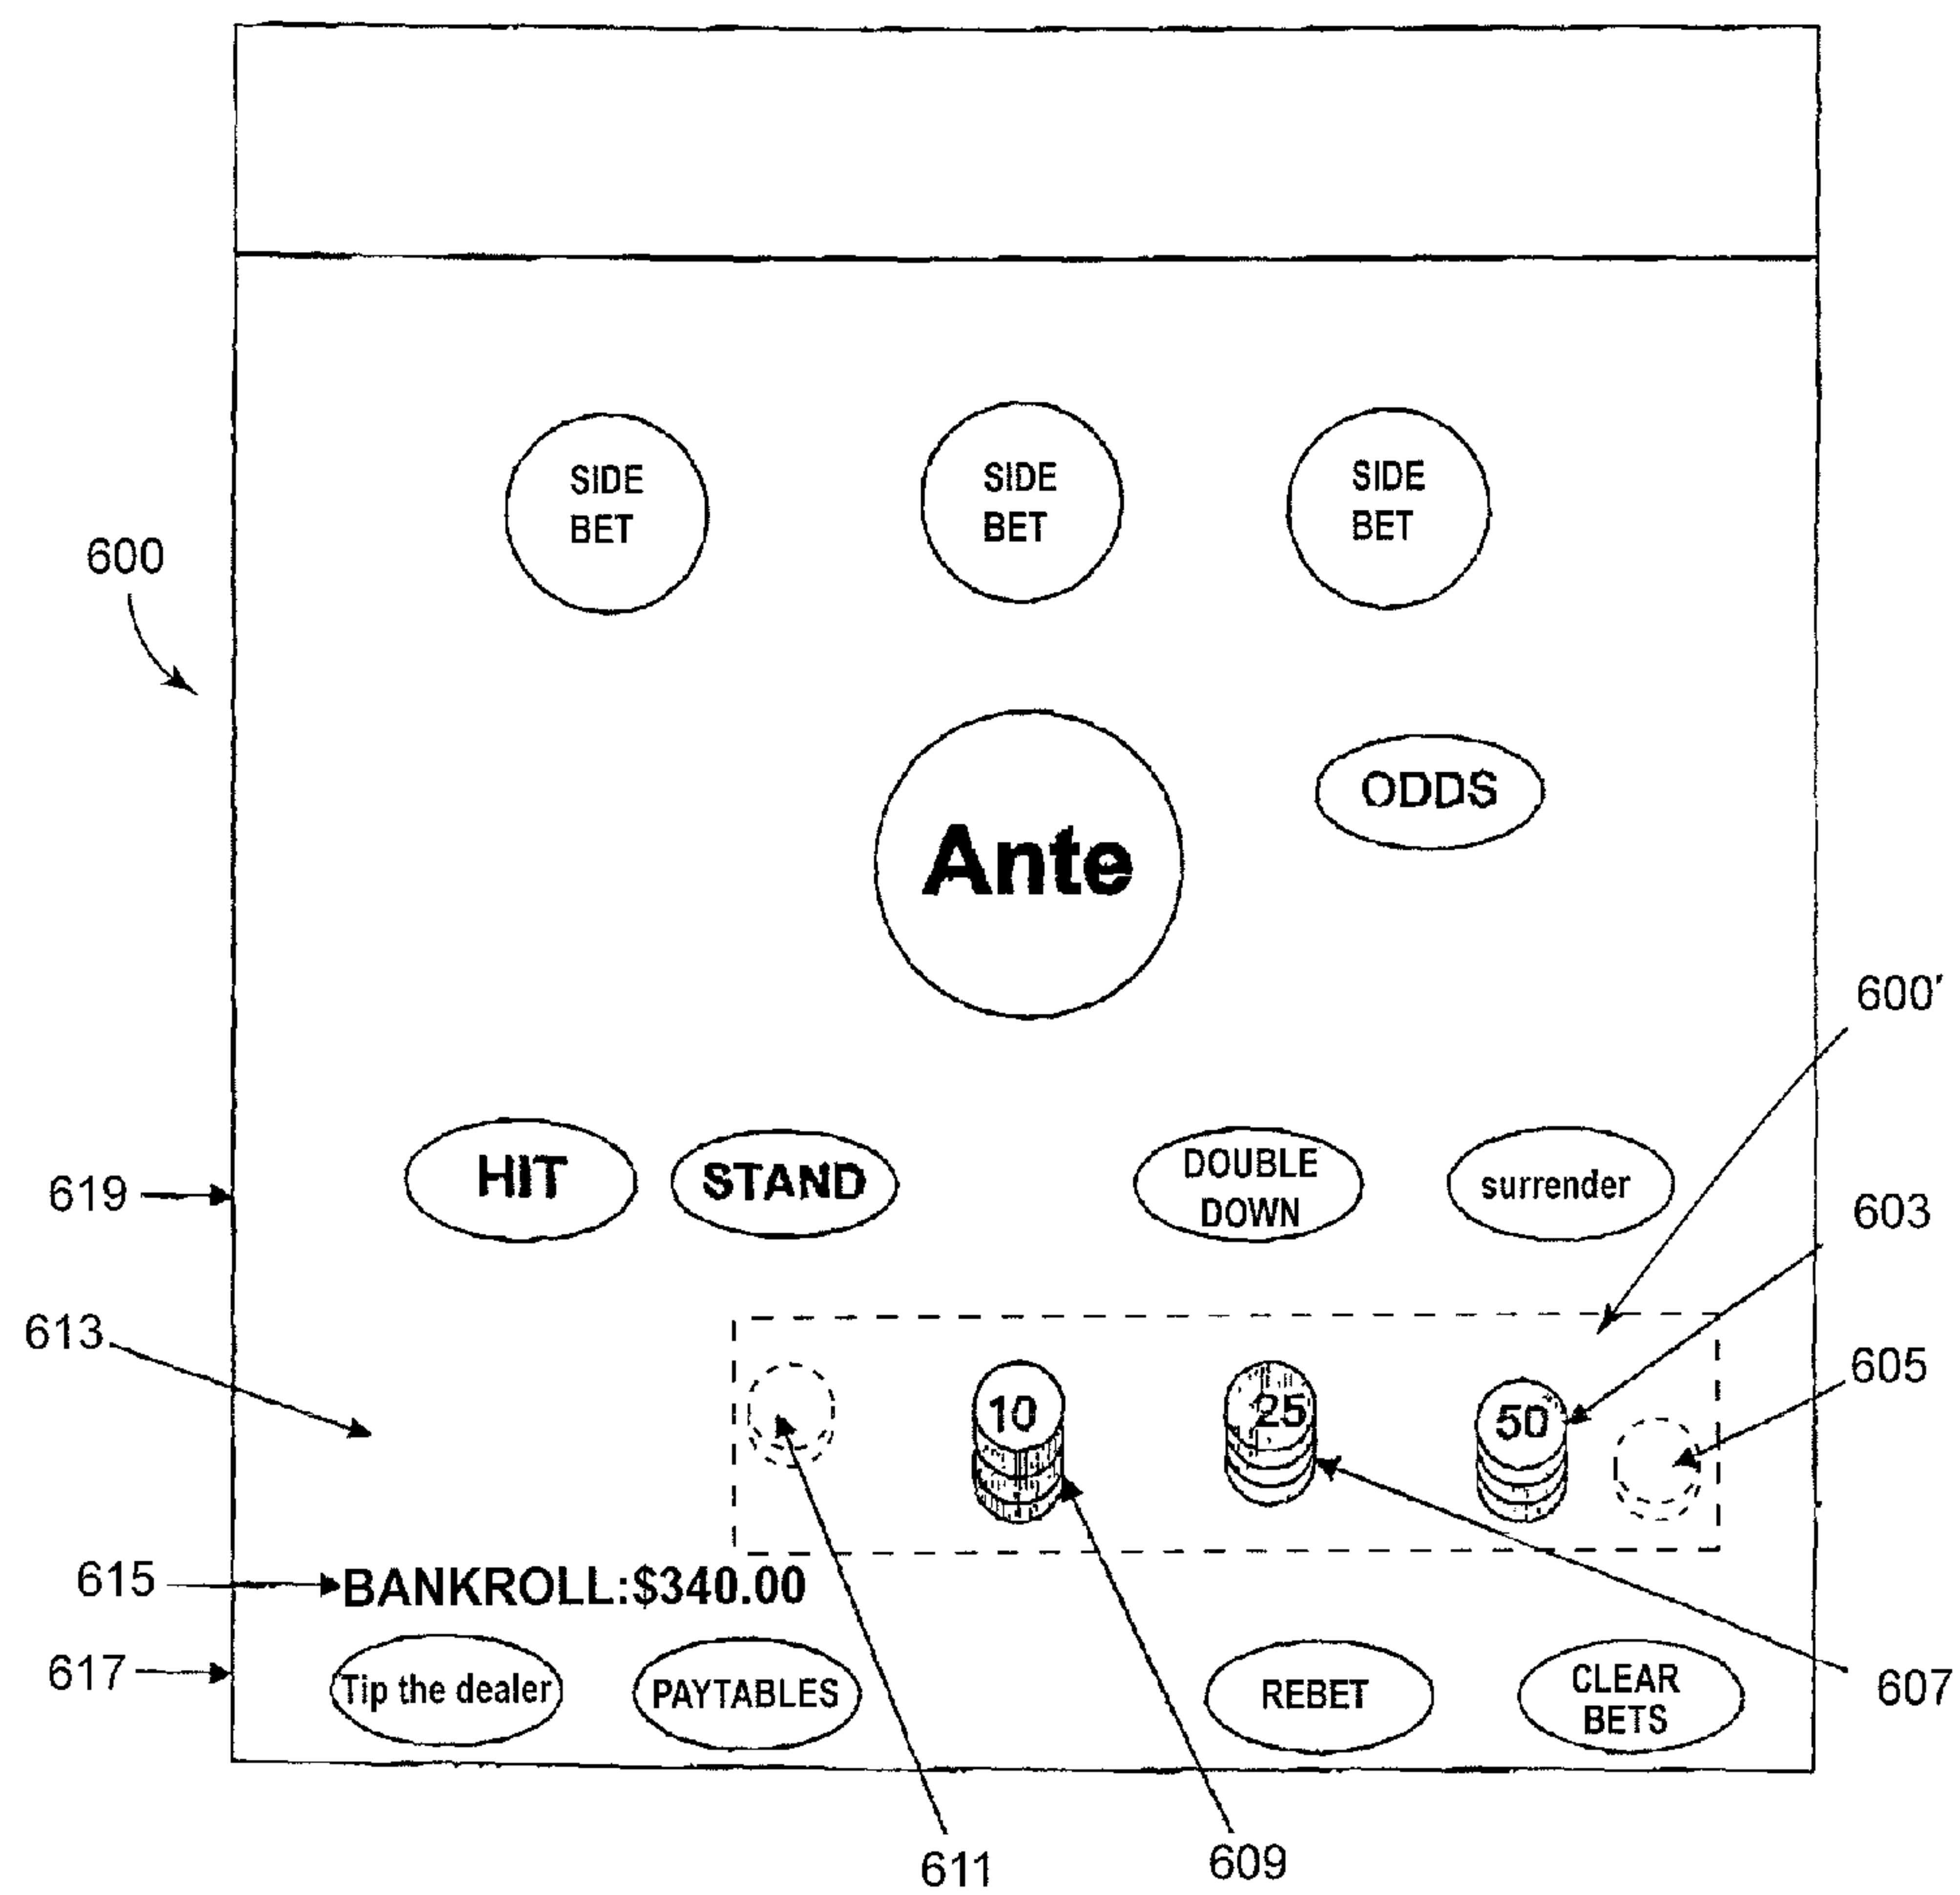 SIDE
BET
SIDE
BET
SIDE
BET
600
ODDS
Ante
600'
HIT
STAND
DOUBLE
DOWN
surrender
619
603
613
605
10
25
50
615
BANKROLL:$340.00
617
Tip the dealer
PAYTABLES
REBET
CLEAR
BETS
607
611
609